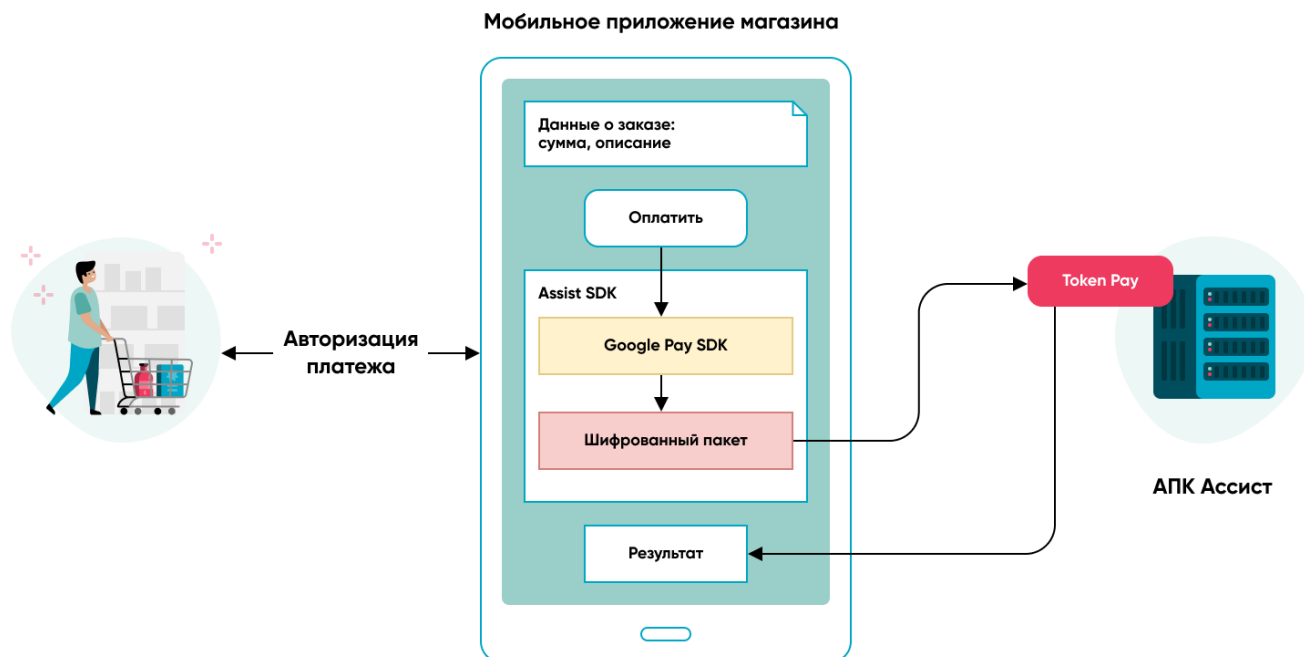 Мобильное приложение магазина
Данные о заказе:
сумма, описание
Оплатить
Assist SDK
Google Pay SDK
Шифрованный пакет
Результат
Авторизация
платежа
Token Pay
АПК Ассист